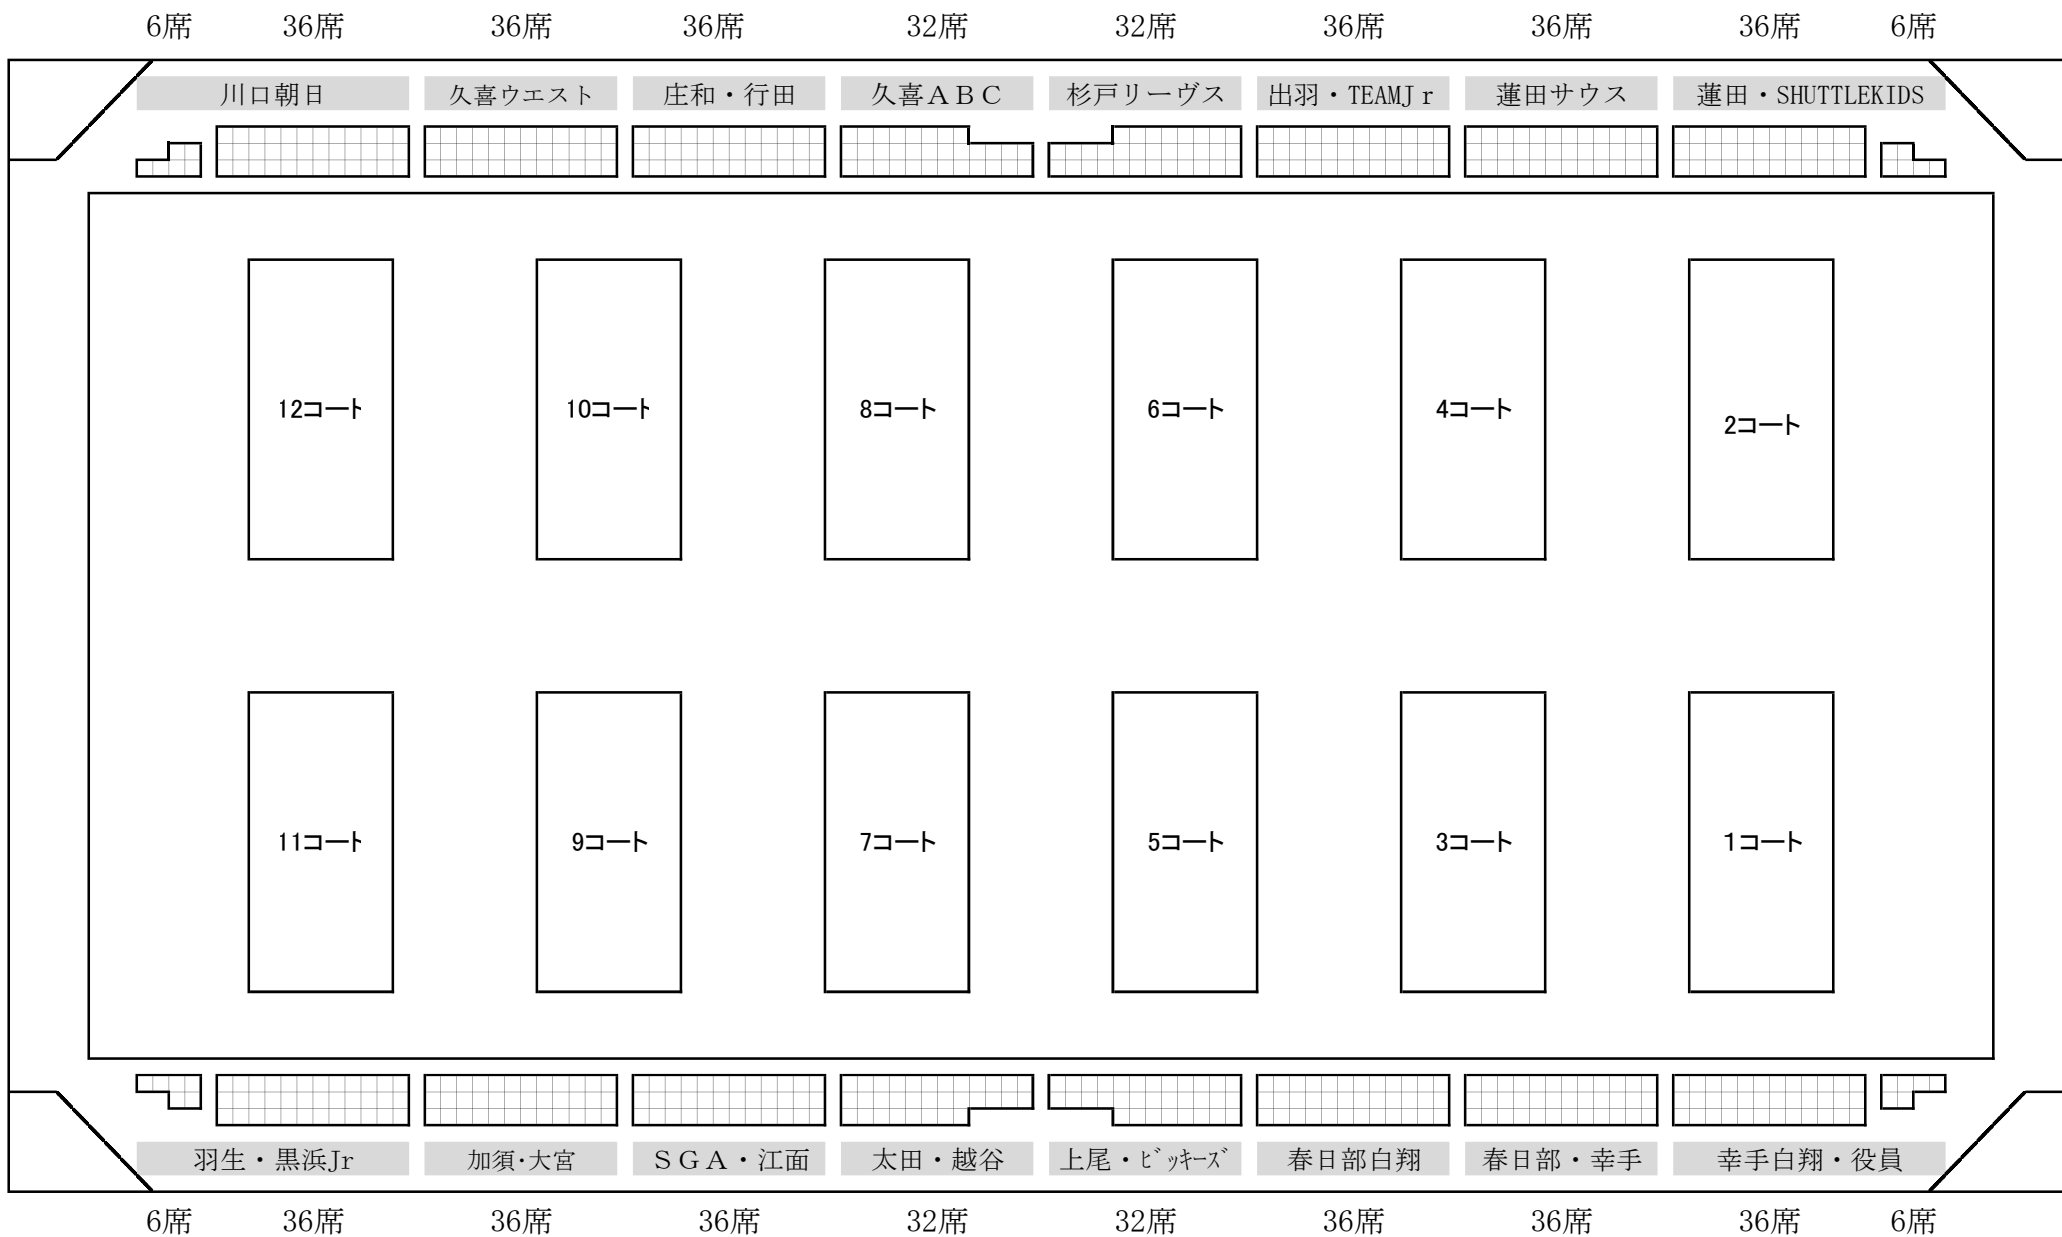 6席 36席 36席 36席 32席 32席 36席 36席 36席 6席
川口朝日 久喜ウエスト 庄和・行田 久喜ＡＢＣ 杉戸リーヴス 出羽・TEAMJｒ 蓮田サウス 蓮田・SHUTTLEKIDS
12コート 10コート 8コート 6コート 4コート 2コート
11コート 9コート 7コート 5コート 3コート 1コート
羽生・黒浜Jr 加須・大宮 ＳＧＡ・江面 太田・越谷 上尾・ﾋﾞｯｷｰｽﾞ 春日部白翔 春日部・幸手 幸手白翔・役員
6席 36席 36席 36席 32席 32席 36席 36席 36席 6席